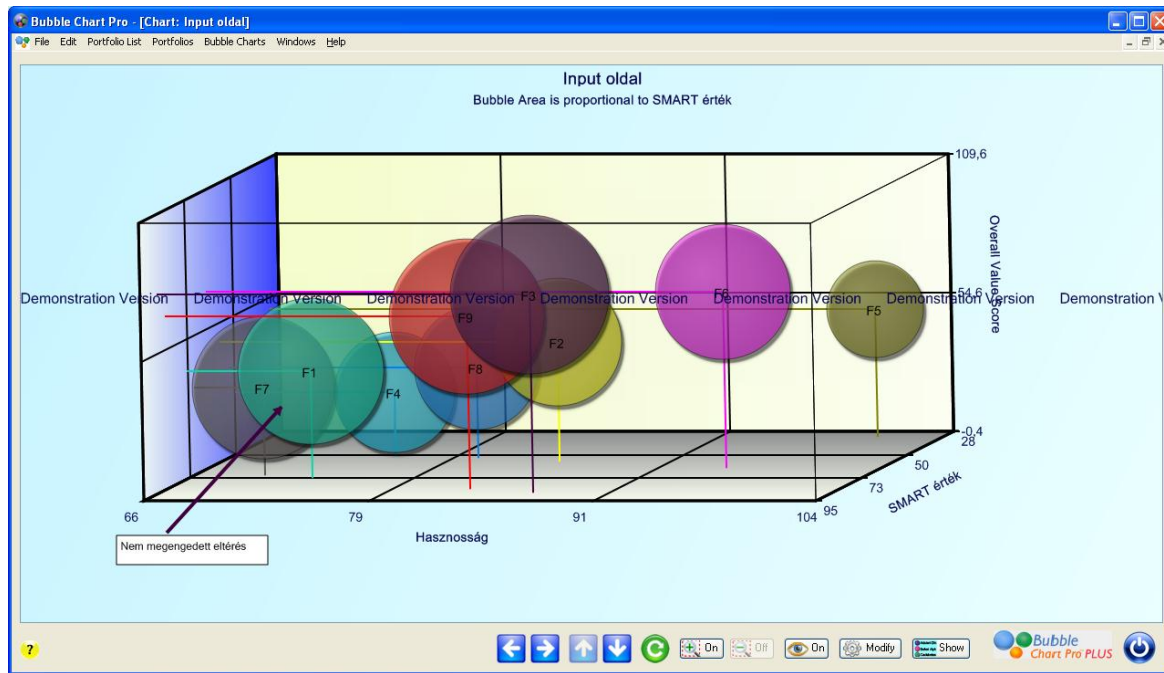 Bubble Chart Pro - [Chart: Input oldal]
File Edit Portfolio List Portfolios Bubble Charts Windows Help
Input oldal
Bubble Area is proportional to SMART érték
109,6
Overall Value Score
Demonstration Version Demonstration Version Demonstration Version Demonstration Version Demonstration Version Demonstration Version Demonstration V
54,6
F3
F6
F5
F9
F2
F1
F8
F7
F4
-0,4
28
50
73
95
SMART érték
66 79 91 104
Hasznosság
Nem megengedett eltérés
? On Off On Modify Show
Bubble
Chart Pro PLUS